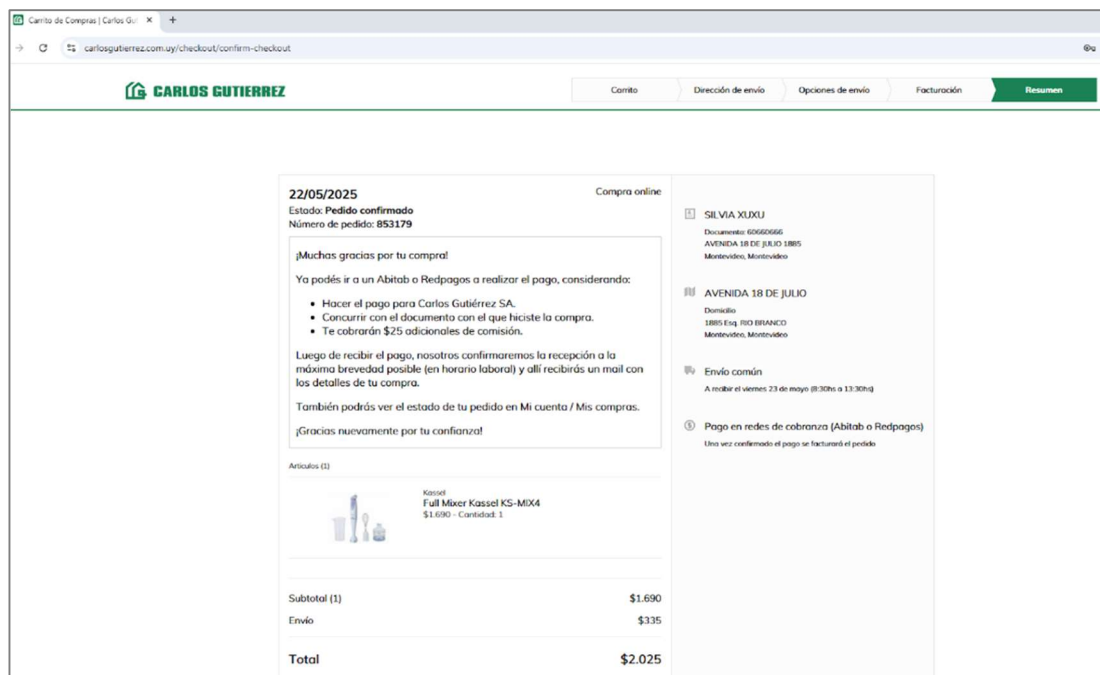 Carrito de Compras | Carlos Gu
carlosgutierrez.com.uy/checkout/confirm-checkout
CARLOS GUTIERREZ
Carrito
Dirección de envío
Opciones de envío
Facturación
Resumen
22/05/2025
Compra online
Estado: Pedido confirmado
Número de pedido: 853179
¡Muchas gracias por tu compra!
Ya podés ir a un Abitab o Redpagos a realizar el pago, considerando:
• Hacer el pago para Carlos Gutiérrez SA.
• Concurrir con el documento con el que hiciste la compra.
• Te cobrarán $25 adicionales de comisión.
Luego de recibir el pago, nosotros confirmaremos la recepción a la
máxima brevedad posible (en horario laboral) y allí recibirás un mail con
los detalles de tu compra.
También podrás ver el estado de tu pedido en Mi cuenta / Mis compras.
¡Gracias nuevamente por tu confianza!
Artículos (1)
Kassel
Full Mixer Kassel KS-MIX4
$1.690 - Cantidad: 1
Subtotal (1)
$1.690
Envío
$335
Total
$2.025
SILVIA XUXU
Documento: 60660666
AVENIDA 18 DE JULIO 1885
Montevideo, Montevideo
AVENIDA 18 DE JULIO
Domicilio
1885 Esq. RIO BRANCO
Montevideo, Montevideo
Envío común
A recibir el viernes 23 de mayo (8:30hs a 13:30hs)
Pago en redes de cobranza (Abitab o Redpagos)
Una vez confirmado el pago se facturará el pedido